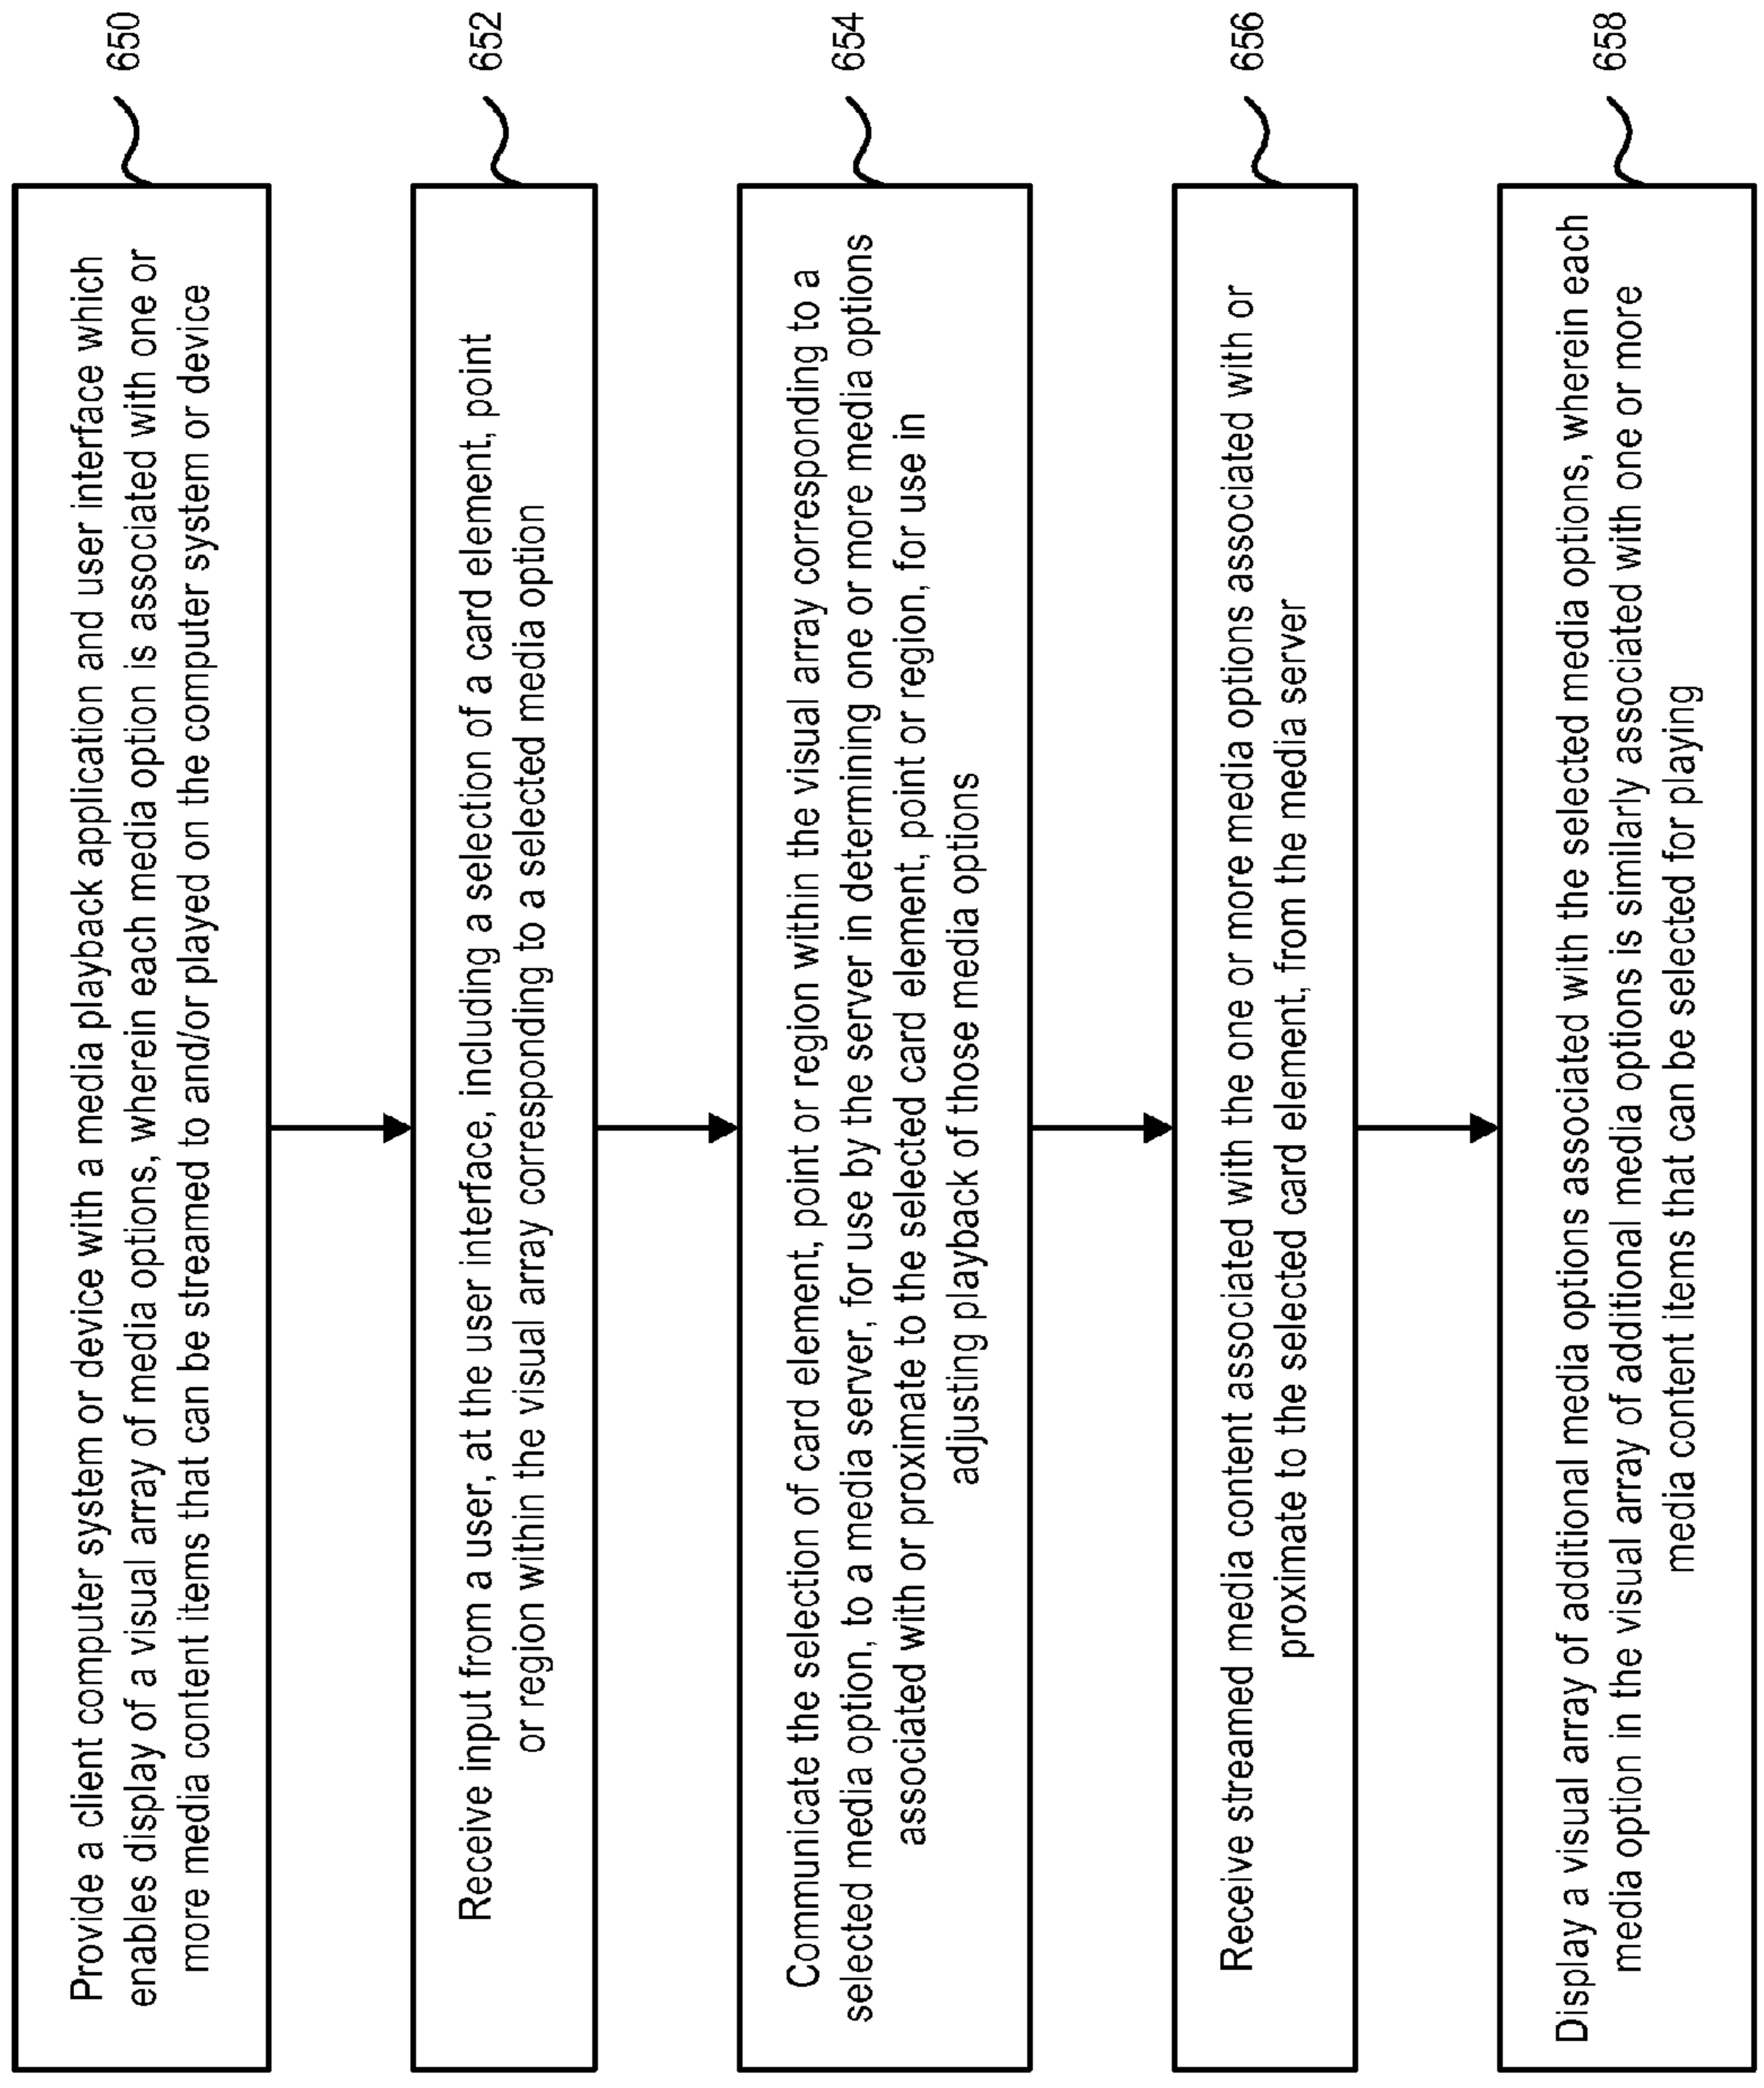 Provide a client computer system or device with a media playback application and user interface which
enables display of a visual array of media options, wherein each media option is associated with one or
more media content items that can be streamed to and/or played on the computer system or device
650
Receive input from a user, at the user interface, including a selection of a card element, point
or region within the visual array corresponding to a selected media option
652
Communicate the selection of card element, point or region within the visual array corresponding to a
selected media option, to a media server, for use by the server in determining one or more media options
associated with or proximate to the selected card element, point or region, for use in
adjusting playback of those media options
654
Receive streamed media content associated with the one or more media options associated with or
proximate to the selected card element, from the media server
656
Display a visual array of additional media options associated with the selected media options, wherein each
media option in the visual array of additional media options is similarly associated with one or more
media content items that can be selected for playing
658